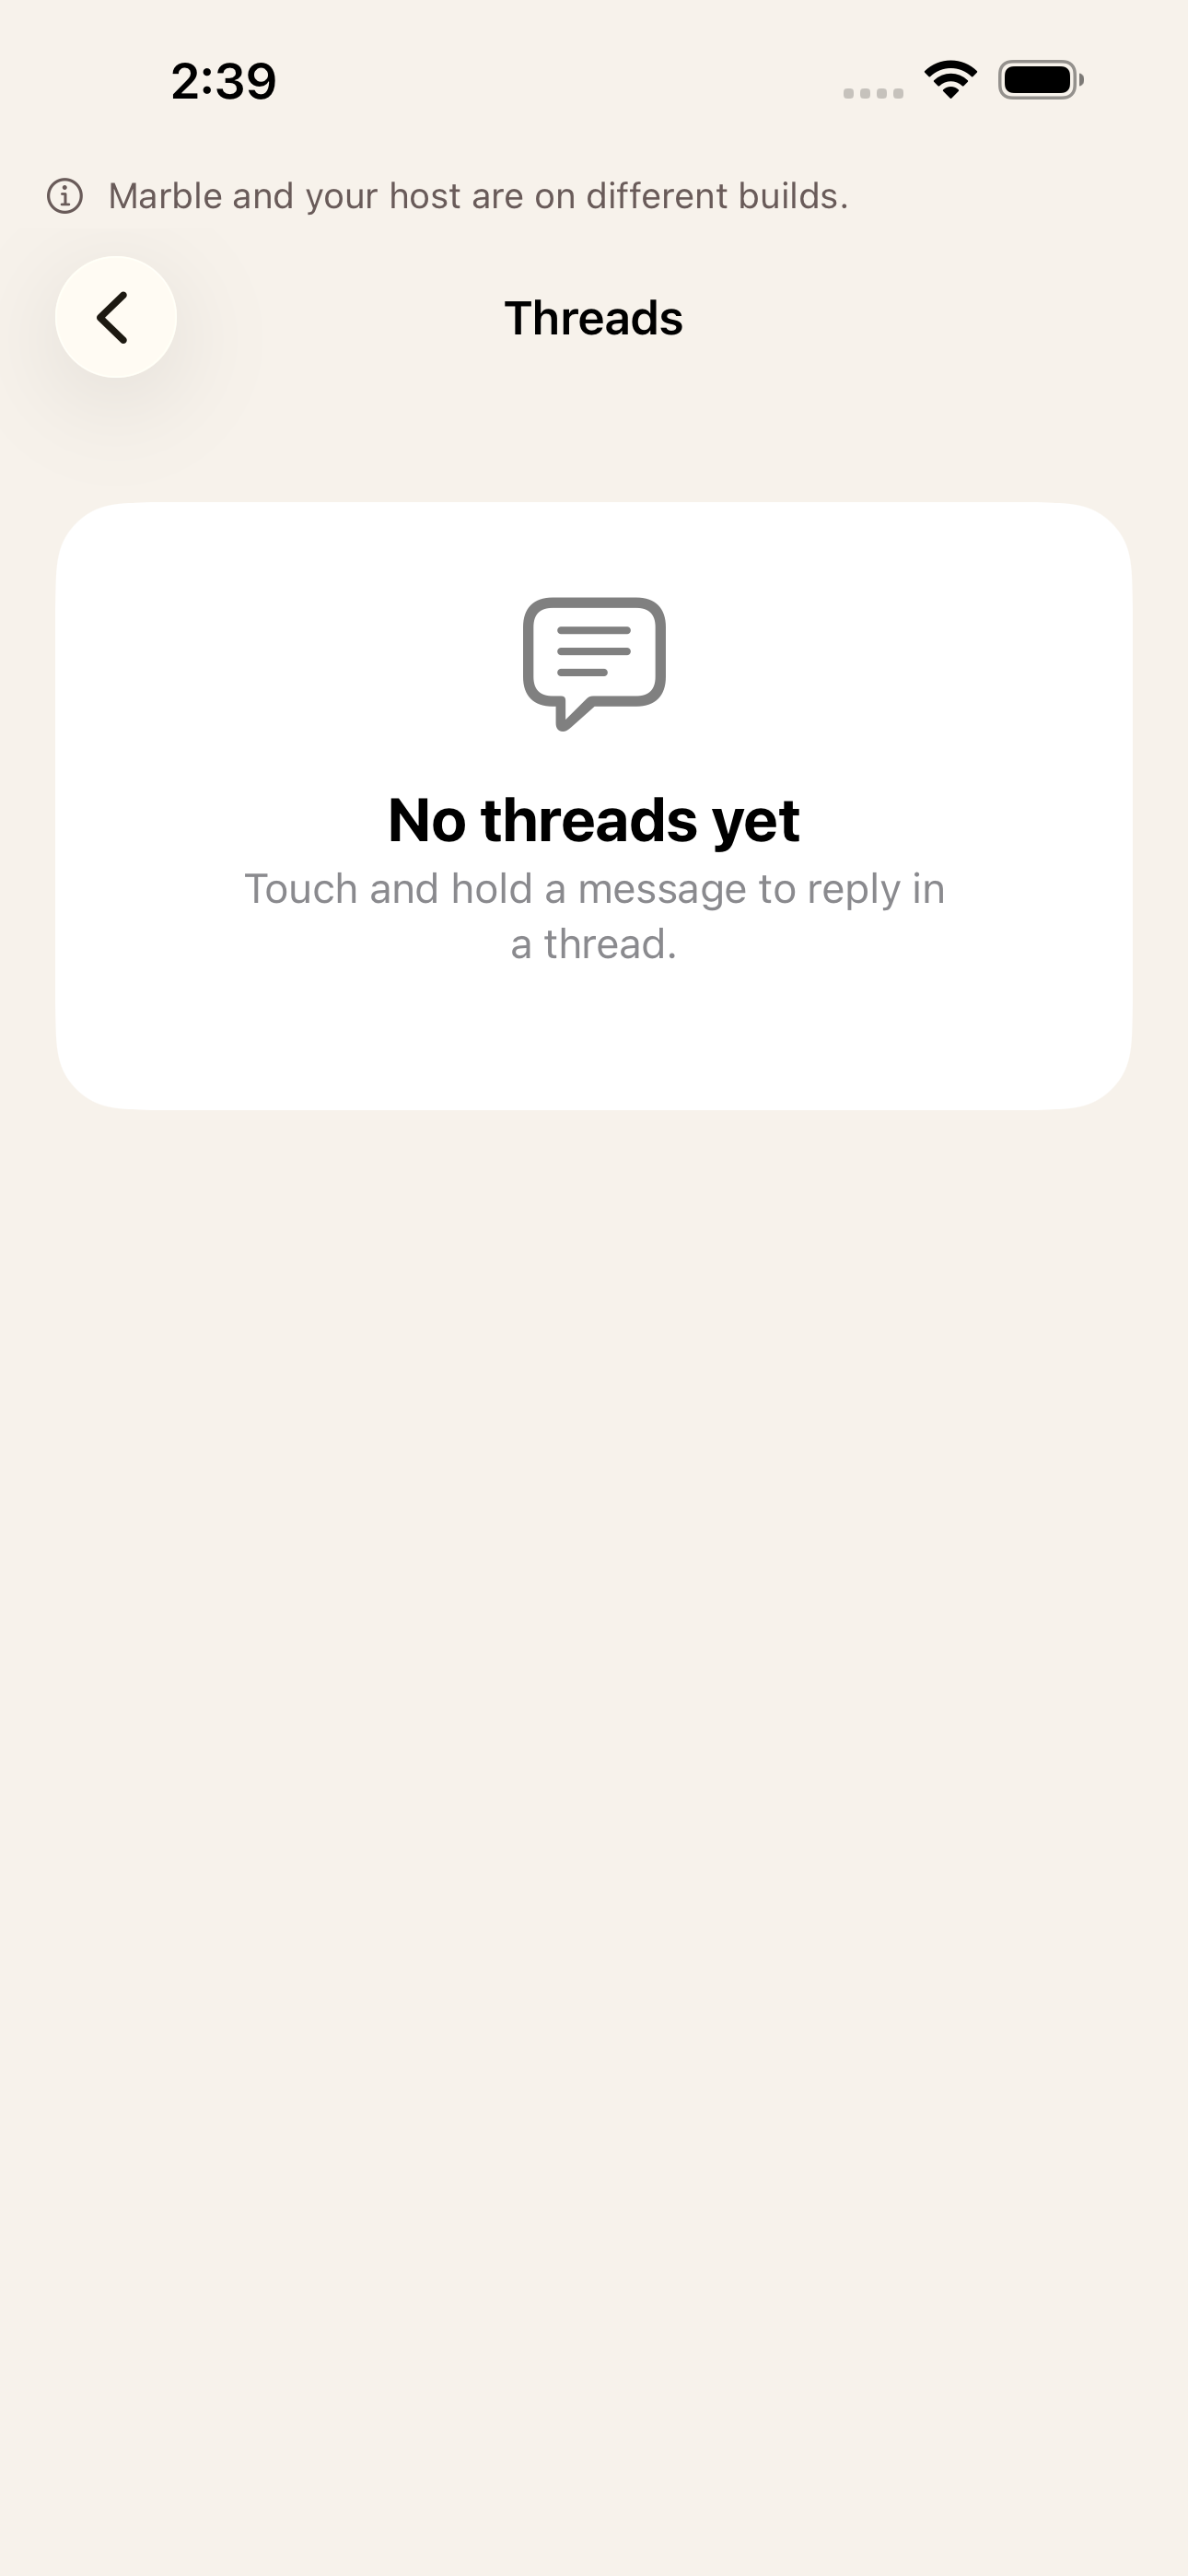 2:39
Marble and your host are on different builds.
Threads
No threads yet
Touch and hold a message to reply in
a thread.